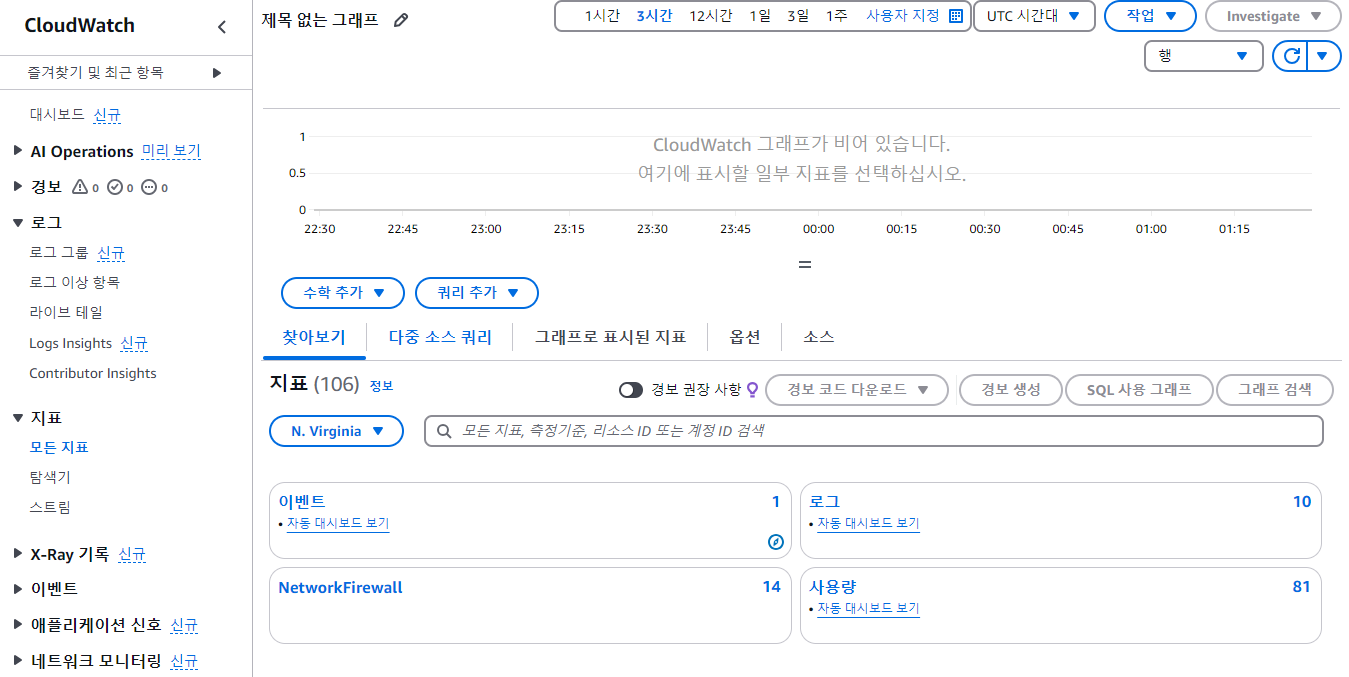 CloudWatch
즐겨찾기 및 최근 항목
대시보드 신규
AI Operations 미리 보기
경보 0 0 0
로그
로그 그룹 신규
로그 이상 항목
라이브 테일
Logs Insights 신규
Contributor Insights
지표
모든 지표
탐색기
스트림
X-Ray 기록 신규
이벤트
애플리케이션 신호 신규
네트워크 모니터링 신규
제목 없는 그래프
1시간 3시간 12시간 1일 3일 1주 사용자 지정 UTC 시간대 작업 Investigate
행
CloudWatch 그래프가 비어 있습니다.
여기에 표시할 일부 지표를 선택하십시오.
1
0.5
0
22:30 22:45 23:00 23:15 23:30 23:45 00:00 00:15 00:30 00:45 01:00 01:15
수학 추가 쿼리 추가
찾아보기 다중 소스 쿼리 그래프로 표시된 지표 옵션 소스
지표 (106) 정보 경보 권장 사항 경보 코드 다운로드 경보 생성 SQL 사용 그래프 그래프 검색
N. Virginia 모든 지표, 측정기준, 리소스 ID 또는 계정 ID 검색
이벤트 1
• 자동 대시보드 보기
로그 10
• 자동 대시보드 보기
NetworkFirewall 14
사용량 81
• 자동 대시보드 보기